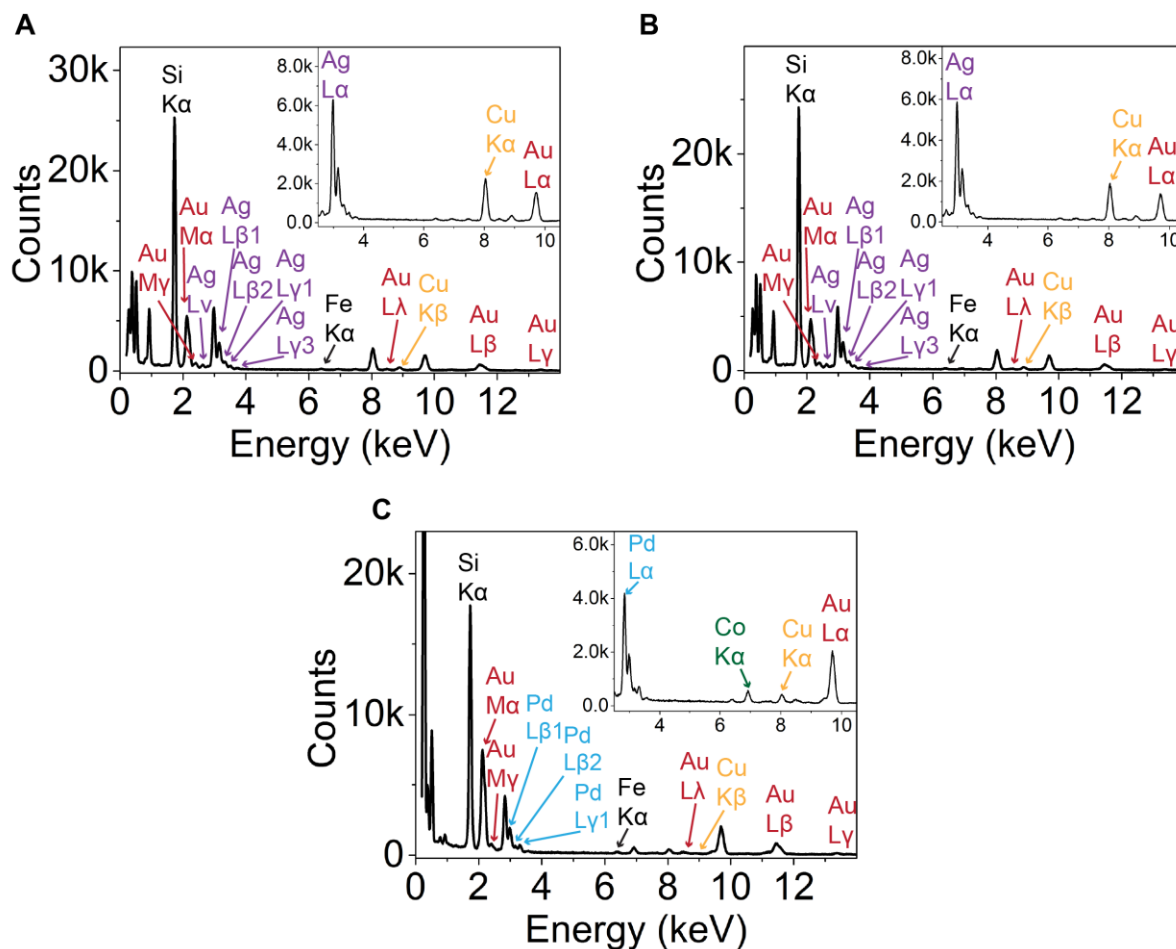 A
30k
20k
10k
0
Counts
0 2 4 6 8 10 12
Energy (keV)
Si
Kα
Au
Mγ
Au
Mα
Ag
Lν
Ag
Lβ1
Ag
Lβ2
Ag
Lγ1
Ag
Lγ3
Fe
Kα
Au
Lλ
Cu
Kβ
Au
Lβ
Au
Lγ
8.0k
6.0k
4.0k
2.0k
0.0
4 6 8 10
Ag
Lα
Cu
Kα
Au
Lα
B
20k
10k
0
Counts
0 2 4 6 8 10 12
Energy (keV)
Si
Kα
Au
Mγ
Au
Mα
Ag
Lν
Ag
Lβ1
Ag
Lβ2
Ag
Lγ1
Ag
Lγ3
Fe
Kα
Au
Lλ
Cu
Kβ
Au
Lβ
Au
Lγ
8.0k
6.0k
4.0k
2.0k
0.0
4 6 8 10
Ag
Lα
Cu
Kα
Au
Lα
C
20k
10k
0
Counts
0 2 4 6 8 10 12
Energy (keV)
Si
Kα
Au
Mα
Au
Mγ
Pd
Lβ1
Pd
Lβ2
Pd
Lγ1
Fe
Kα
Au
Lλ
Cu
Kβ
Au
Lβ
Au
Lγ
6.0k
4.0k
2.0k
0.0
4 6 8 10
Pd
Lα
Co
Kα
Cu
Kα
Au
Lα